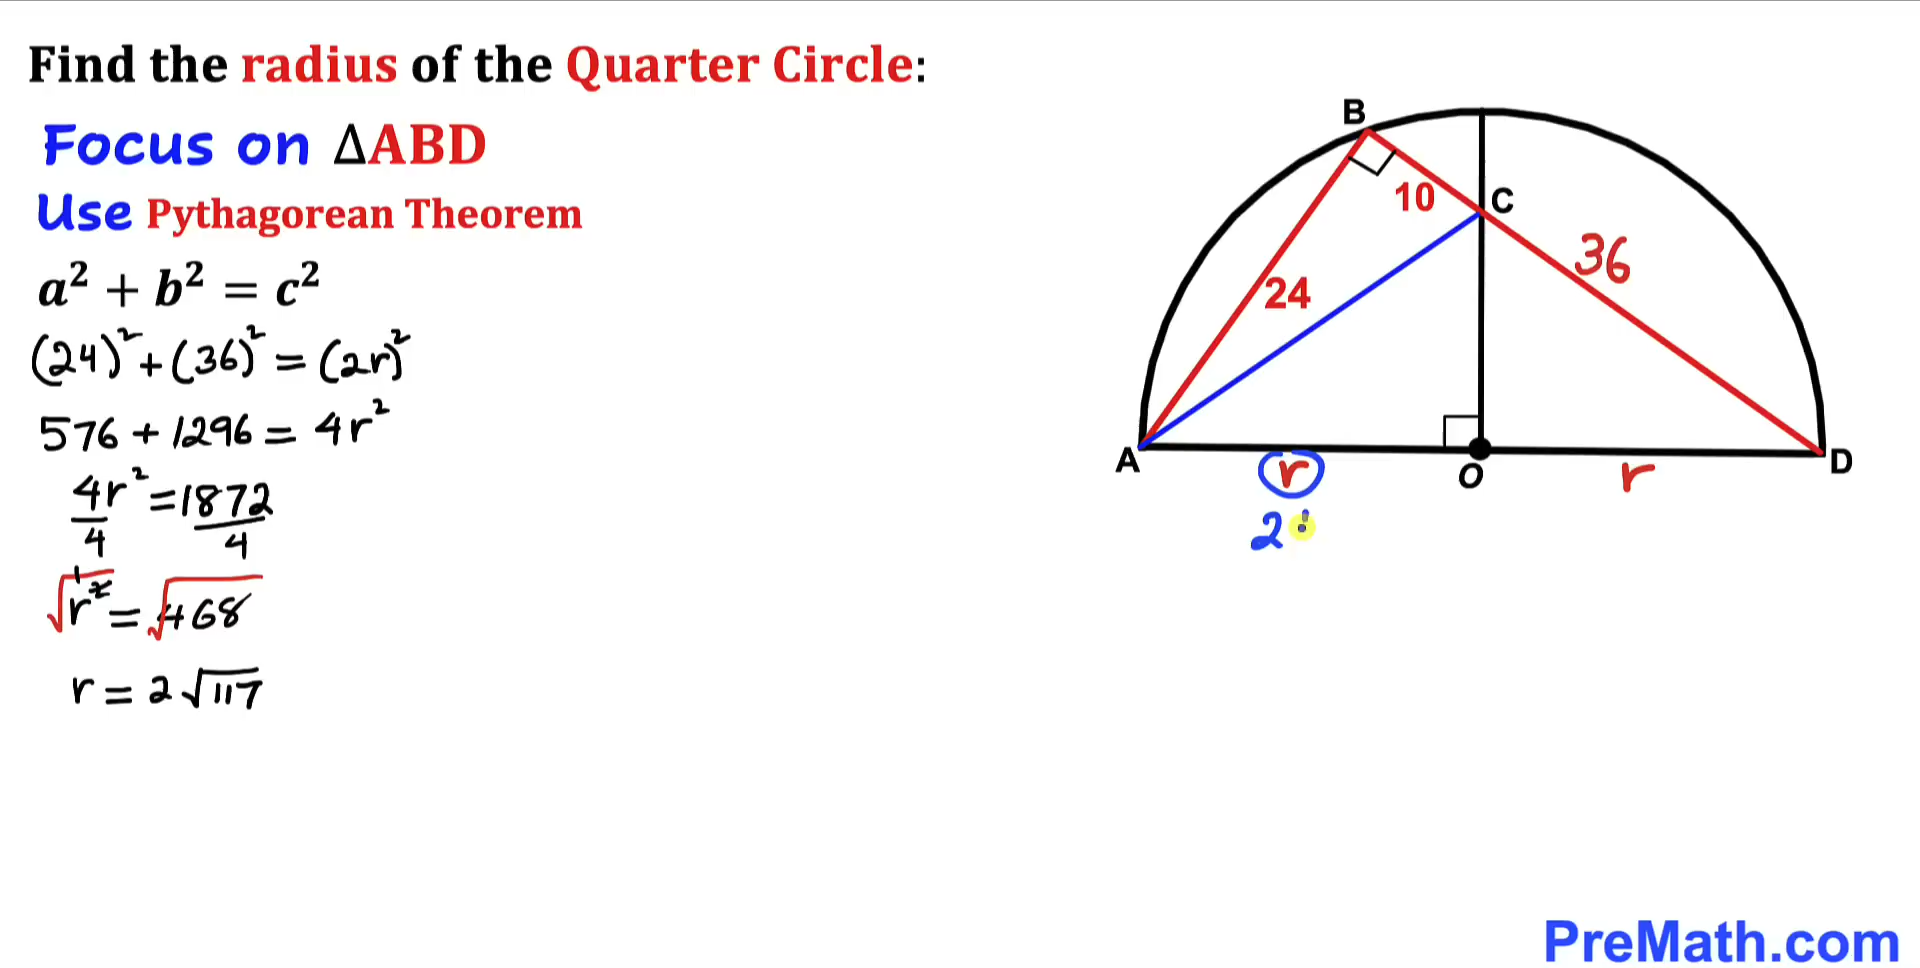 Find the radius of the Quarter Circle:
Focus on ΔABD
Use Pythagorean Theorem
a² + b² = c²
(24)² + (36)² = (2r)²
576 + 1296 = 4r²
4r² = 1872
4 4
√r² = √468
r = 2√117
B
10
C
36
24
A
r
O
r
D
2
PreMath.com